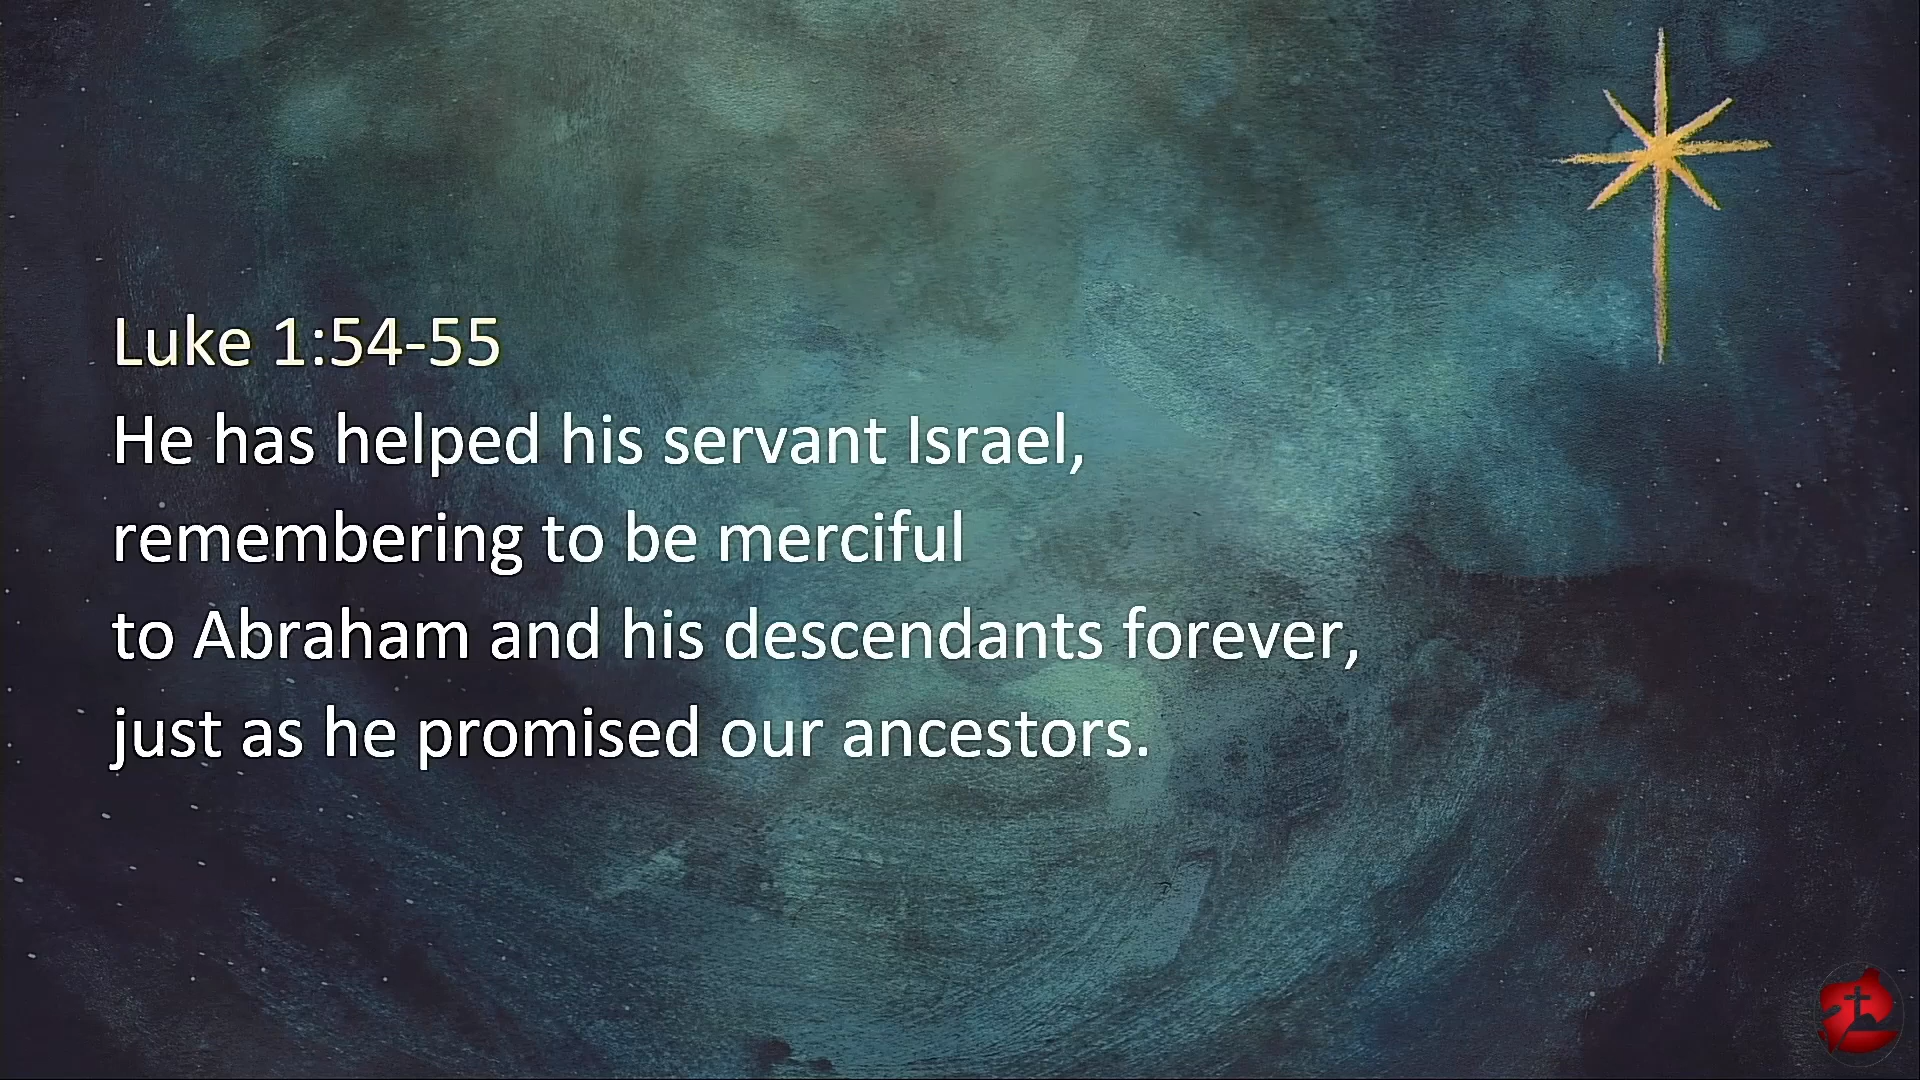 Luke 1:54-55
He has helped his servant Israel,
remembering to be merciful
to Abraham and his descendants forever,
just as he promised our ancestors.